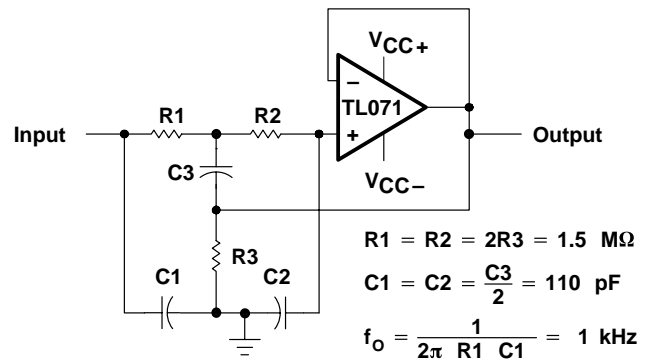 VCC+
−
TL071
+
VCC−
R1
R2
Input
Output
C3
R3
C1
C2
R1 = R2 = 2R3 = 1.5 MΩ
C1 = C2 = C3/2 = 110 pF
fO = 1/2π R1 C1 = 1 kHz